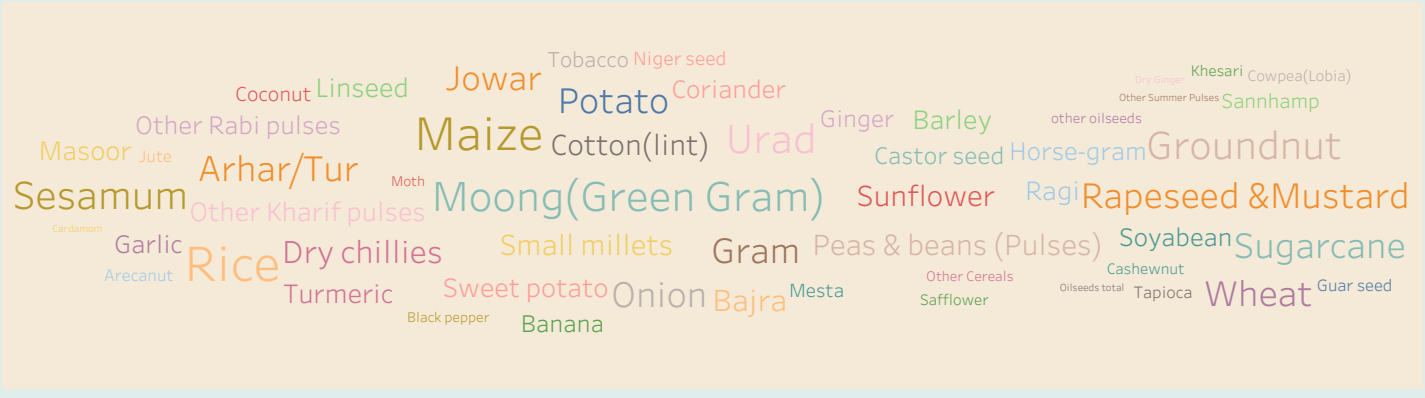 Tobacco Niger seed
Jowar
Khesari
Cowpea(Lobia)
Dry Ginger
Coconut
Linseed
Potato
Coriander
Other Summer Pulses
Sannhamp
Other Rabi pulses
Maize
Cotton(lint)
Urad
Ginger
Barley
other oilseeds
Masoor
Jute
Arhar/Tur
Castor seed
Horse-gram
Groundnut
Moth
Sesamum
Other Kharif pulses
Moong(Green Gram)
Sunflower
Ragi
Rapeseed &Mustard
Cardamom
Garlic
Rice
Dry chillies
Small millets
Gram
Peas & beans (Pulses)
Soyabean
Sugarcane
Arecanut
Cashewnut
Other Cereals
Turmeric
Sweet potato
Onion
Bajra
Mesta
Safflower
Oilseeds total
Tapioca
Wheat
Guar seed
Black pepper
Banana